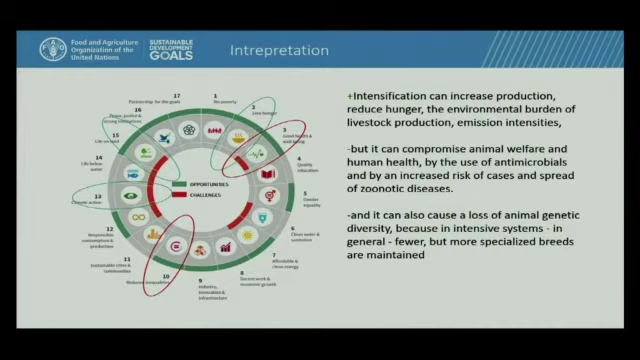 Food and Agriculture
Organization of the
United Nations
SUSTAINABLE
DEVELOPMENT
GOALS
Intrepretation
17
Partnership for the goals
1
No poverty
2
Zero hunger
3
Good health &
well being
4
Quality
education
5
Gender
equality
6
Clean water &
sanitation
7
Affordable &
clean energy
8
Decent work &
economic growth
9
Industry,
innovation &
infrastructure
10
Reduced inequalities
11
Sustainable cities &
communities
12
Responsible
consumption &
production
13
Climate action
14
Life below
water
15
Life on land
16
Peace, justice &
strong institutions
OPPORTUNITIES
CHALLENGES
+Intensification can increase production,
reduce hunger, the environmental burden of
livestock production, emission intensities,
-but it can compromise animal welfare and
human health, by the use of antimicrobials
and by an increased risk of cases and spread
of zoonotic diseases.
-and it can also cause a loss of animal genetic
diversity, because in intensive systems - in
general - fewer, but more specialized breeds
are maintained